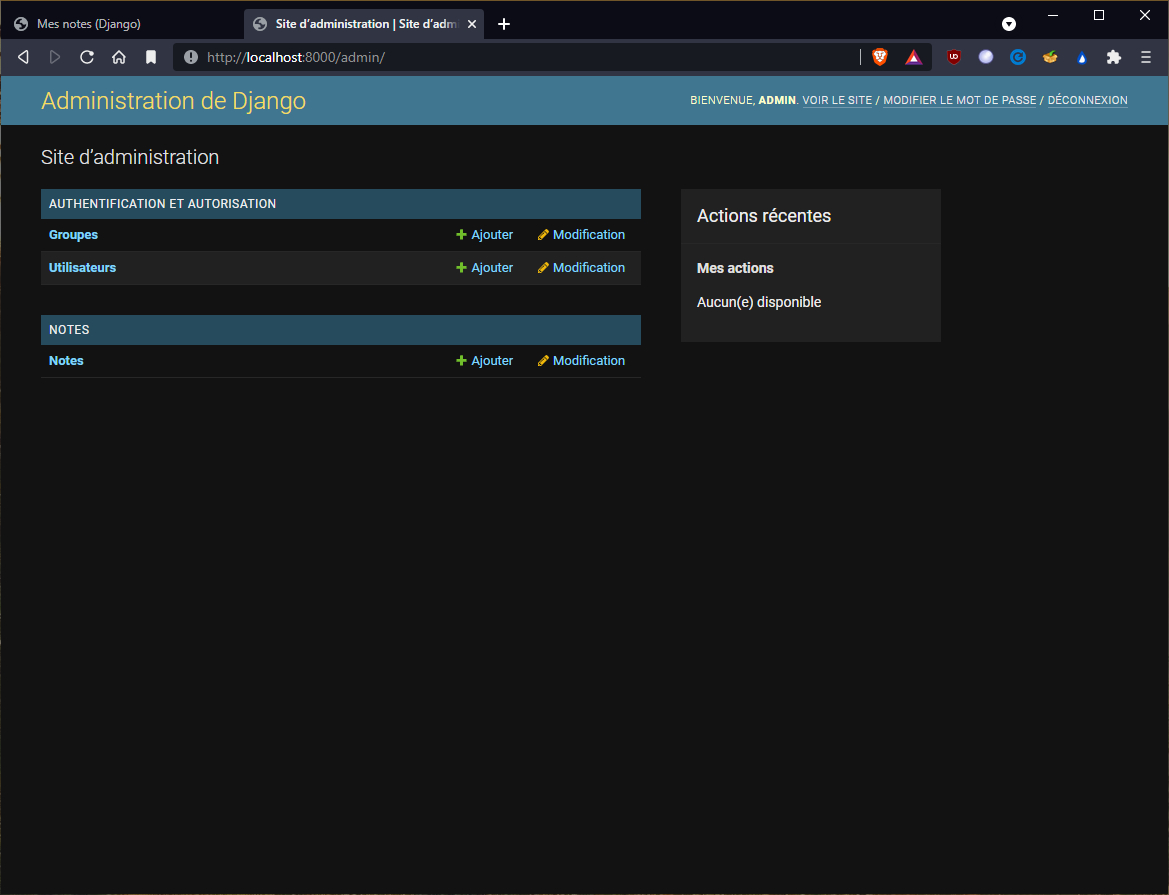 Mes notes (Django)
Site d’administration | Site d’adm
http://localhost:8000/admin/
Administration de Django
BIENVENUE, ADMIN. VOIR LE SITE / MODIFIER LE MOT DE PASSE / DÉCONNEXION
Site d’administration
AUTHENTIFICATION ET AUTORISATION
Groupes Ajouter Modification
Utilisateurs Ajouter Modification
NOTES
Notes Ajouter Modification
Actions récentes
Mes actions
Aucun(e) disponible